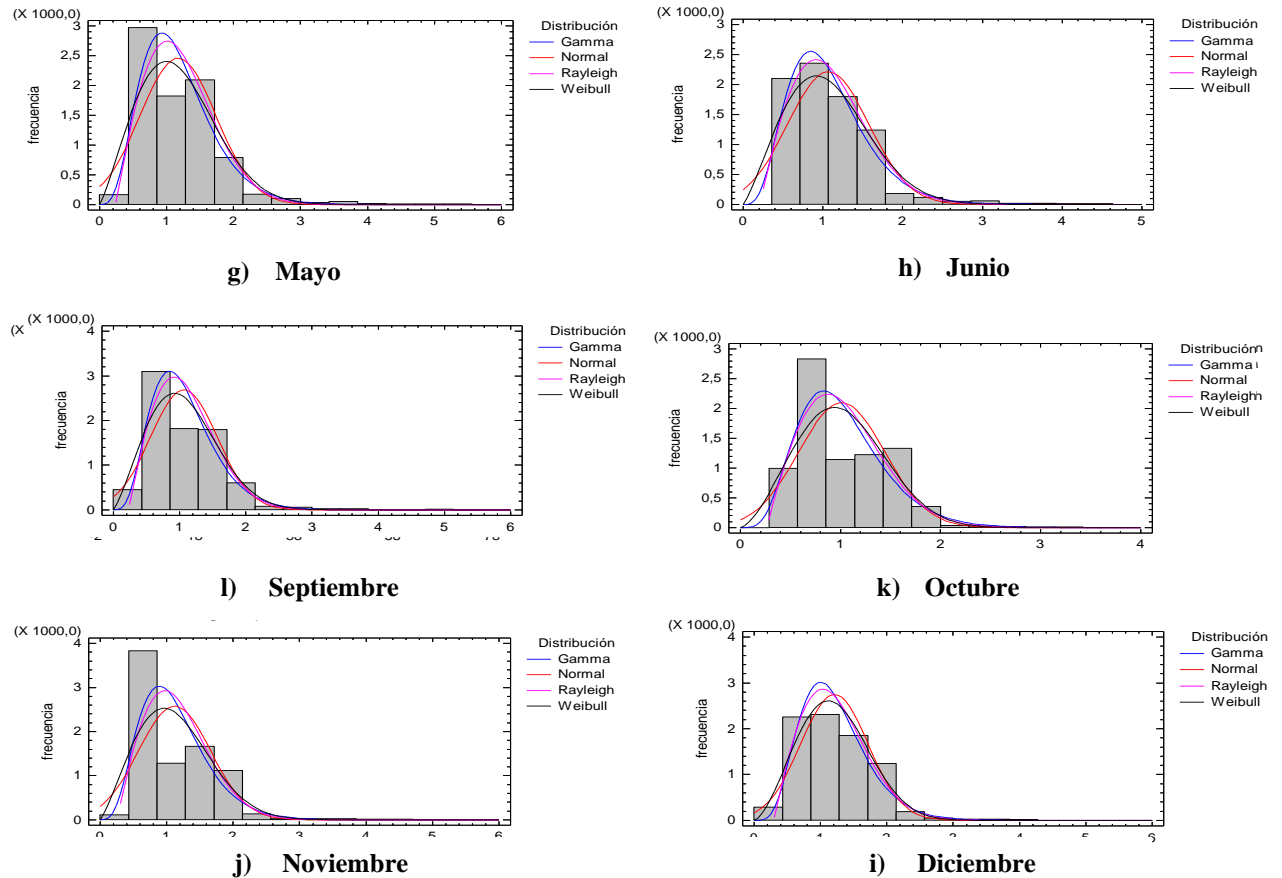 (X 1000,0)
3
2,5
2
1,5
1
0,5
0
frecuencia
0 1 2 3 4 5 6
Distribución
Gamma
Normal
Rayleigh
Weibull
g) Mayo
(X 1000,0)
3
2,5
2
1,5
1
0,5
0
frecuencia
0 1 2 3 4 5
Distribución
Gamma
Normal
Rayleigh
Weibull
h) Junio
(X (X 1000,0)
4
3
2
1
0
frecuencia
0 1 2 3 4 5 6
Distribución
Gamma
Normal
Rayleigh
Weibull
l) Septiembre
(X 1000,0)
3
2,5
2
1,5
1
0,5
0
frecuencia
0 1 2 3 4
Distribución
Gamma
Normal
Rayleigh
Weibull
k) Octubre
(X 1000,0)
4
3
2
1
0
frecuencia
0 1 2 3 4 5 6
Distribución
Gamma
Normal
Rayleigh
Weibull
j) Noviembre
(X 1000,0)
4
3
2
1
0
frecuencia
0 1 2 3 4 5 6
Distribución
Gamma
Normal
Rayleigh
Weibull
i) Diciembre